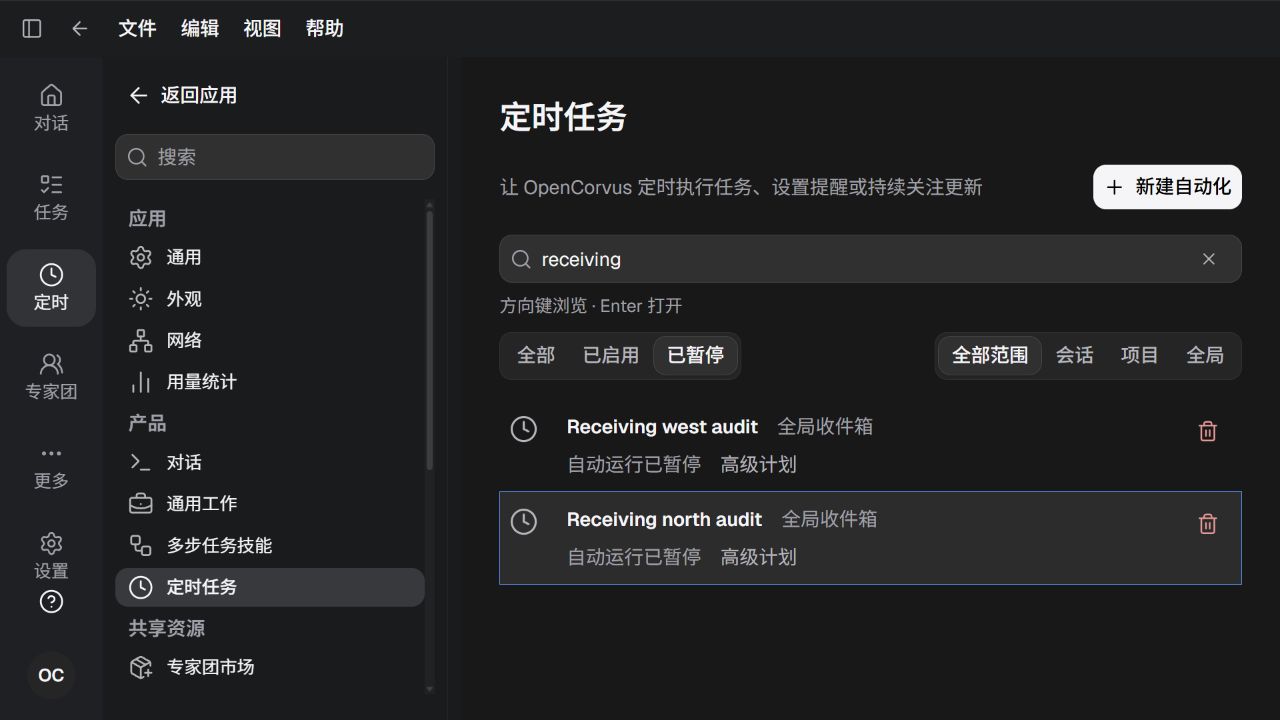 文件 编辑 视图 帮助
对话
任务
定时
专家团
更多
设置
OC
返回应用
搜索
应用
通用
外观
网络
用量统计
产品
对话
通用工作
多步任务技能
定时任务
共享资源
专家团市场
定时任务
让 OpenCorvus 定时执行任务、设置提醒或持续关注更新
新建自动化
receiving
方向键浏览 · Enter 打开
全部 已启用 已暂停 全部范围 会话 项目 全局
Receiving west audit 全局收件箱
自动运行已暂停 高级计划
Receiving north audit 全局收件箱
自动运行已暂停 高级计划